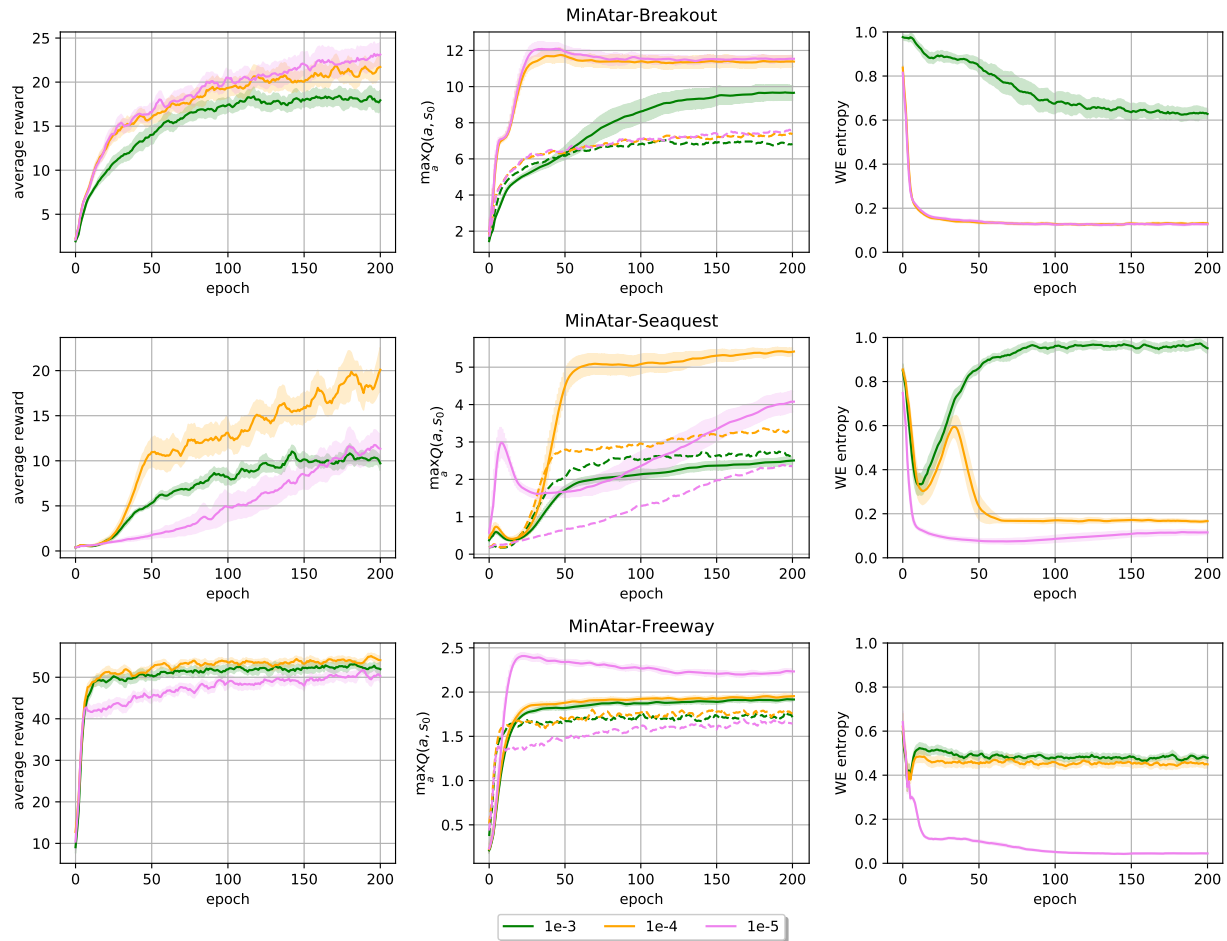 MinAtar-Breakout
average reward
25
20
15
10
5
0 50 100 150 200
epoch
max_a Q(a, s₀)
12
10
8
6
4
2
0 50 100 150 200
epoch
WE entropy
1.0
0.8
0.6
0.4
0.2
0.0
0 50 100 150 200
epoch
MinAtar-Seaquest
average reward
20
15
10
5
0
0 50 100 150 200
epoch
max_a Q(a, s₀)
5
4
3
2
1
0
0 50 100 150 200
epoch
WE entropy
1.0
0.8
0.6
0.4
0.2
0.0
0 50 100 150 200
epoch
MinAtar-Freeway
average reward
50
40
30
20
10
0 50 100 150 200
epoch
max_a Q(a, s₀)
2.5
2.0
1.5
1.0
0.5
0 50 100 150 200
epoch
WE entropy
1.0
0.8
0.6
0.4
0.2
0.0
0 50 100 150 200
epoch
1e-3 1e-4 1e-5